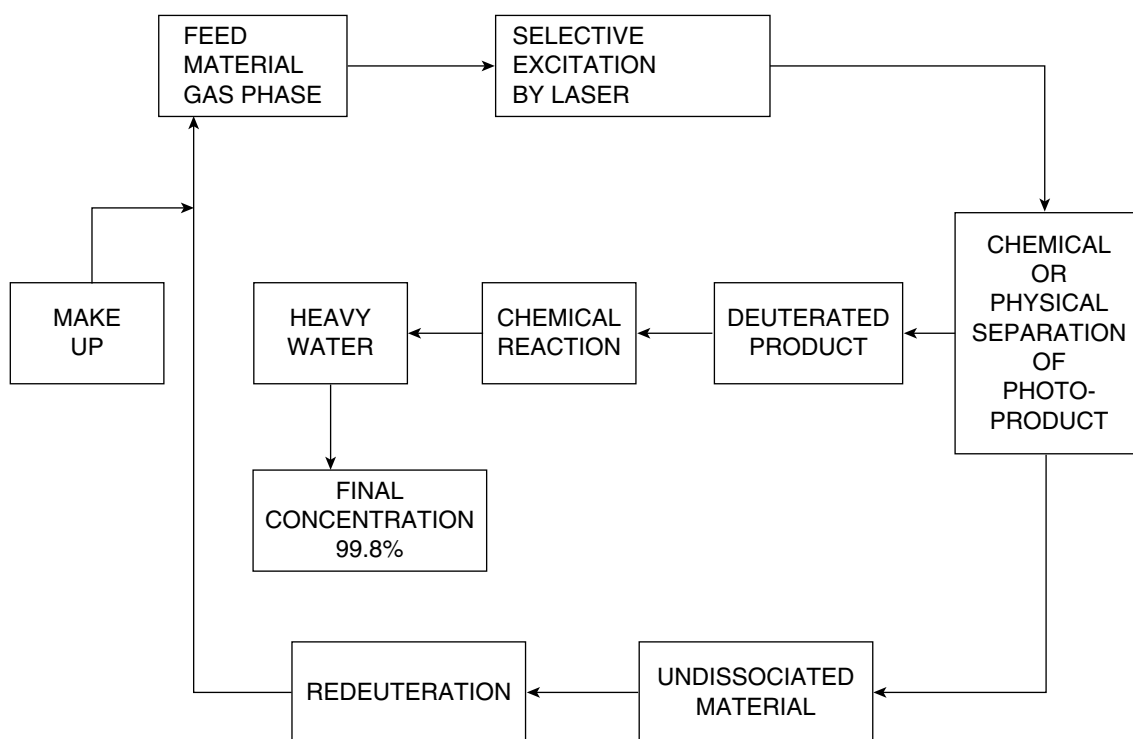 FEED
MATERIAL
GAS PHASE
SELECTIVE
EXCITATION
BY LASER
CHEMICAL
OR
PHYSICAL
SEPARATION
OF
PHOTO-
PRODUCT
DEUTERATED
PRODUCT
CHEMICAL
REACTION
HEAVY
WATER
MAKE
UP
FINAL
CONCENTRATION
99.8%
UNDISSOCIATED
MATERIAL
REDEUTERATION